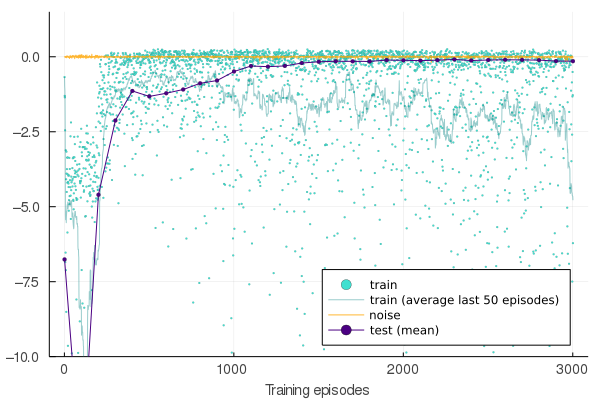 0.0
−2.5
−5.0
−7.5
−10.0
train
train (average last 50 episodes)
noise
test (mean)
0
1000
2000
3000
Training episodes